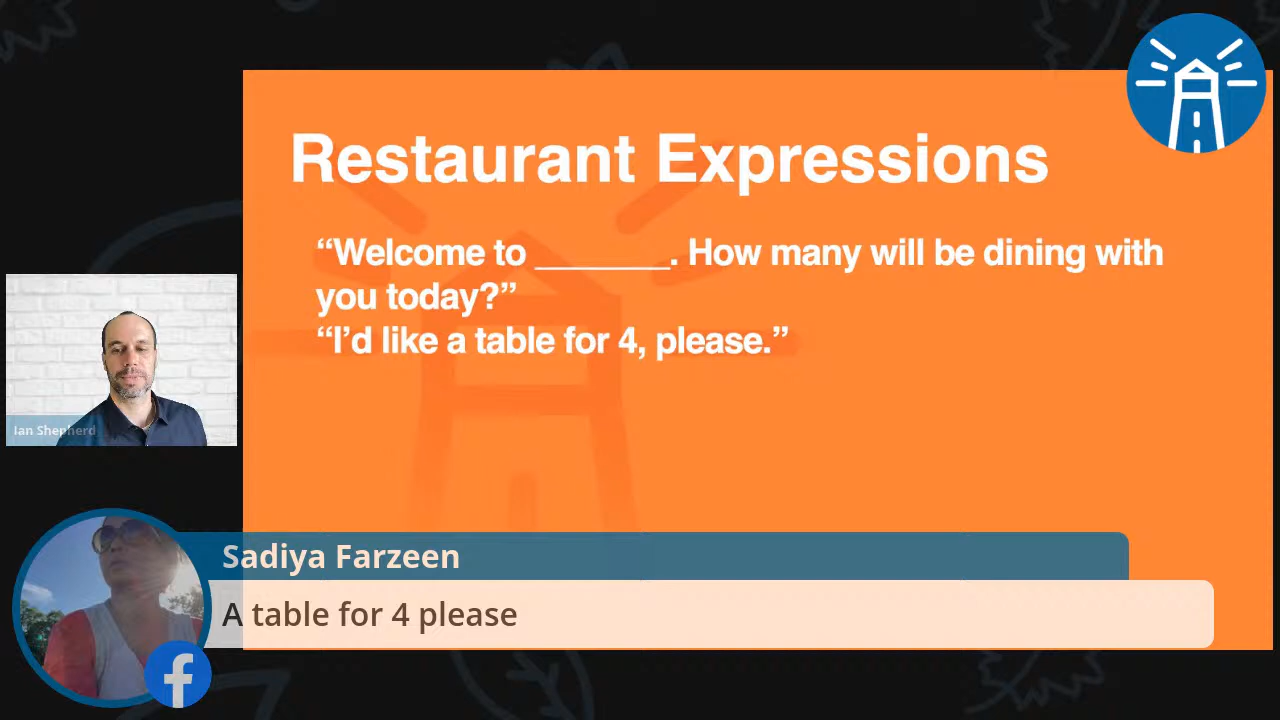 Restaurant Expressions
“Welcome to _______. How many will be dining with
you today?”
“I’d like a table for 4, please.”
Ian Shepherd
Sadiya Farzeen
A table for 4 please